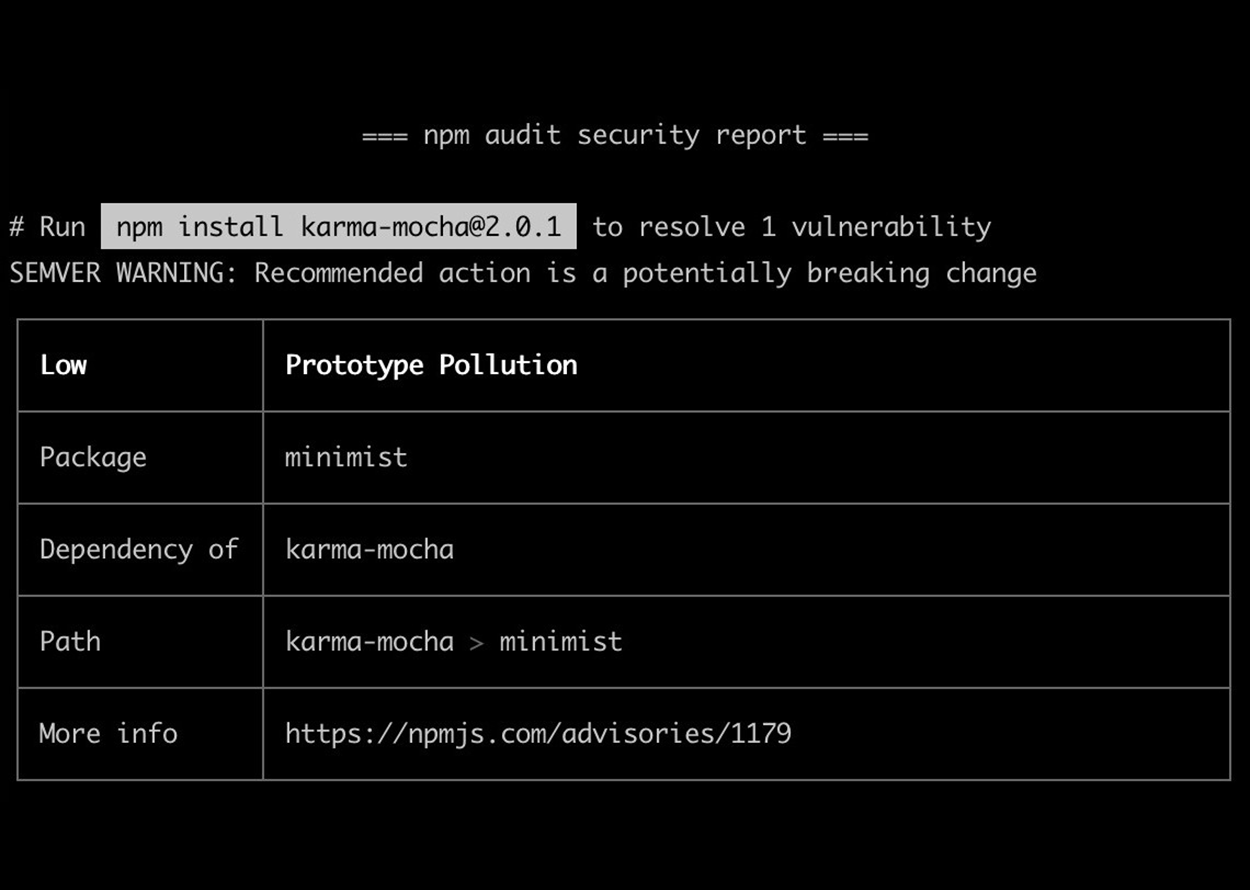 === npm audit security report ===
# Run npm install karma-mocha@2.0.1 to resolve 1 vulnerability
SEMVER WARNING: Recommended action is a potentially breaking change
Low Prototype Pollution
Package minimist
Dependency of karma-mocha
Path karma-mocha > minimist
More info https://npmjs.com/advisories/1179